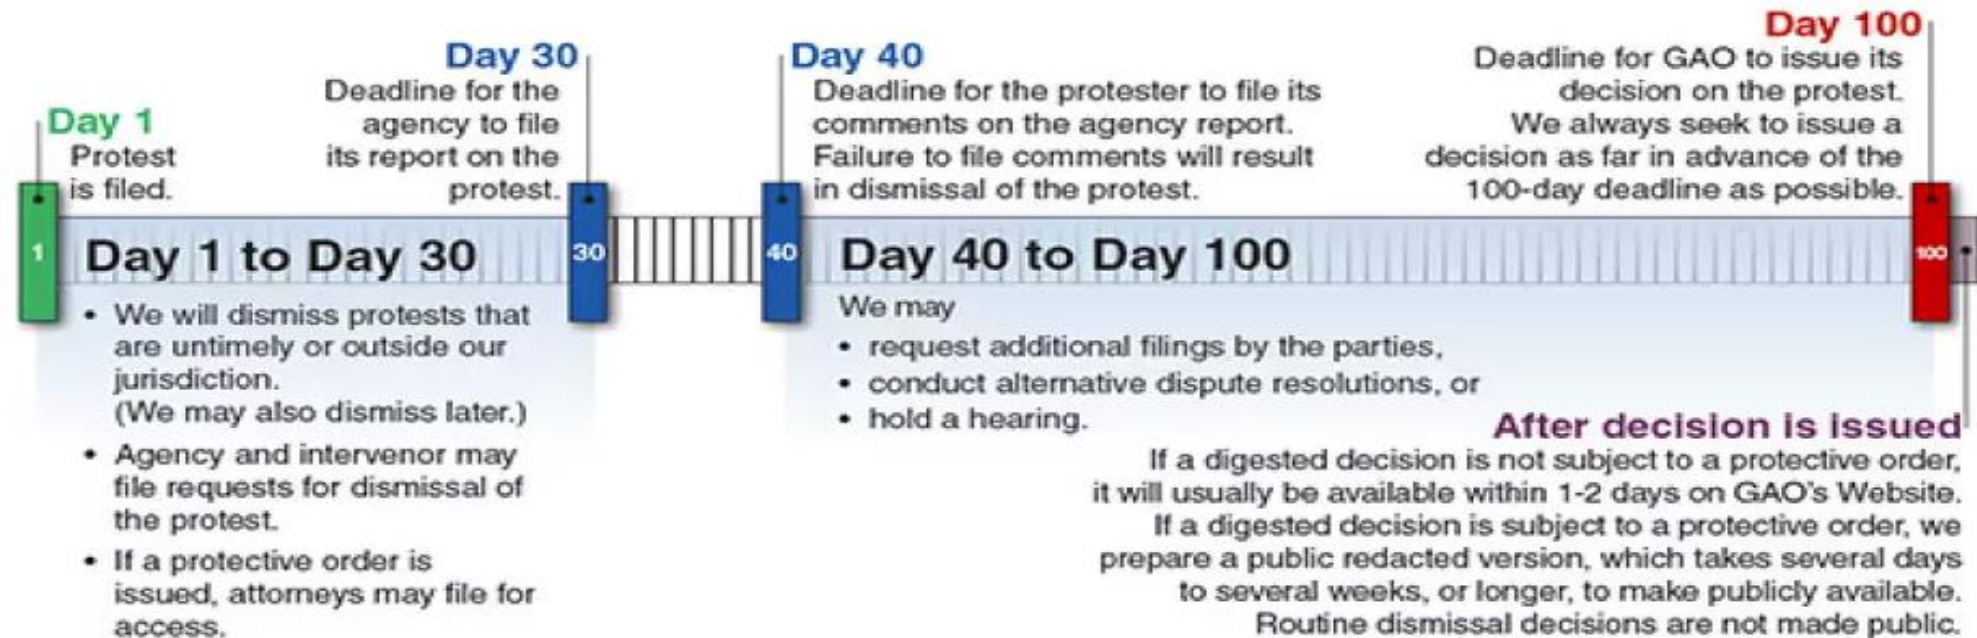 Day 1
Protest
is filed.
Day 30
Deadline for the
agency to file
its report on the
protest.
Day 40
Deadline for the protester to file its
comments on the agency report.
Failure to file comments will result
in dismissal of the protest.
Day 100
Deadline for GAO to issue its
decision on the protest.
We always seek to issue a
decision as far in advance of the
100-day deadline as possible.
1
Day 1 to Day 30
30
40
Day 40 to Day 100
100
• We will dismiss protests that
are untimely or outside our
jurisdiction.
(We may also dismiss later.)
• Agency and intervenor may
file requests for dismissal of
the protest.
• If a protective order is
issued, attorneys may file for
access.
We may
• request additional filings by the parties,
• conduct alternative dispute resolutions, or
• hold a hearing.
After decision is issued
If a digested decision is not subject to a protective order,
it will usually be available within 1-2 days on GAO's Website.
If a digested decision is subject to a protective order, we
prepare a public redacted version, which takes several days
to several weeks, or longer, to make publicly available.
Routine dismissal decisions are not made public.